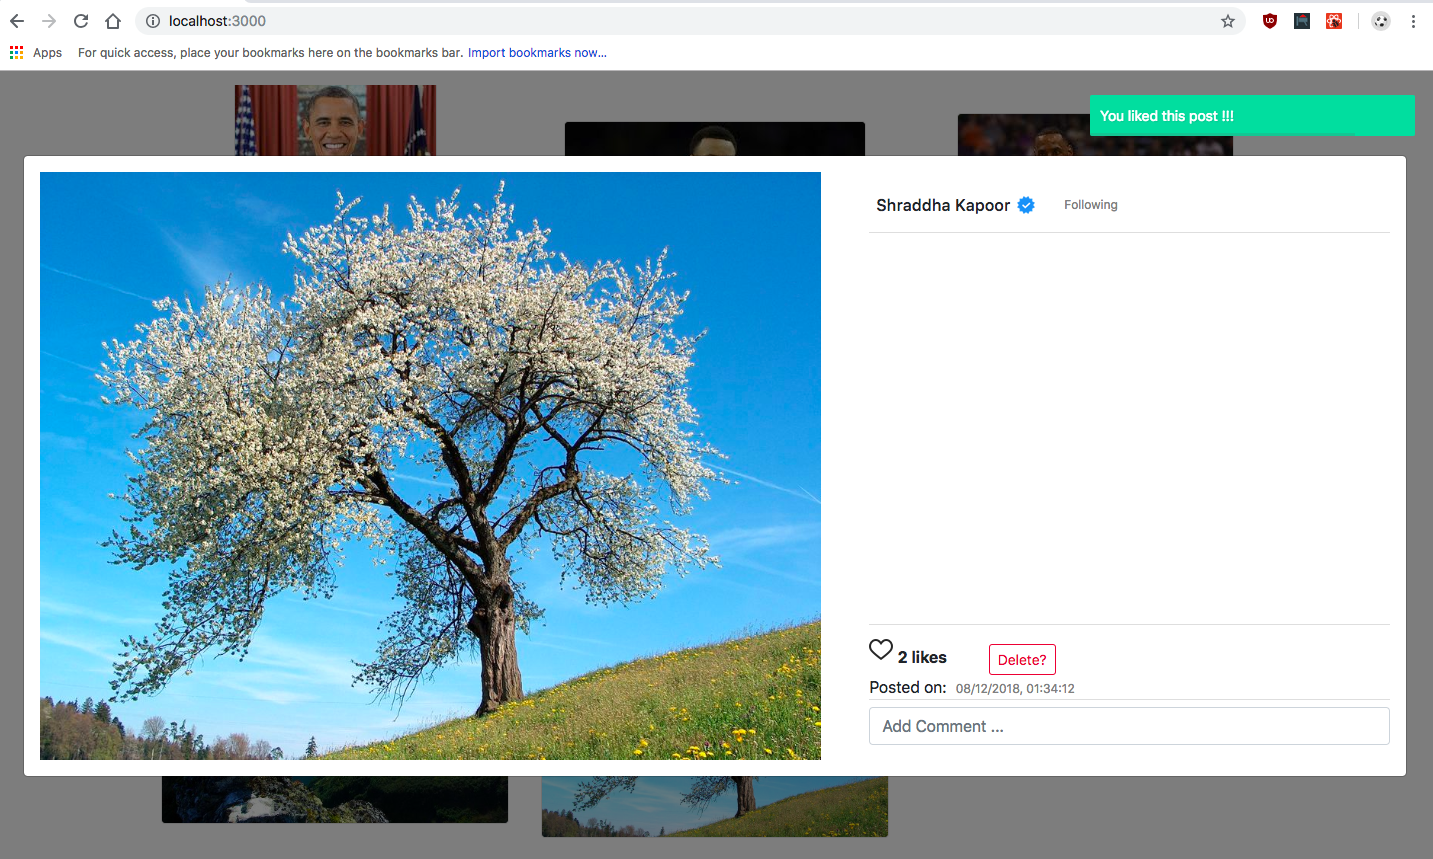 localhost:3000
Apps For quick access, place your bookmarks here on the bookmarks bar. Import bookmarks now...
You liked this post !!!
Shraddha Kapoor Following
2 likes Delete?
Posted on: 08/12/2018, 01:34:12
Add Comment ...